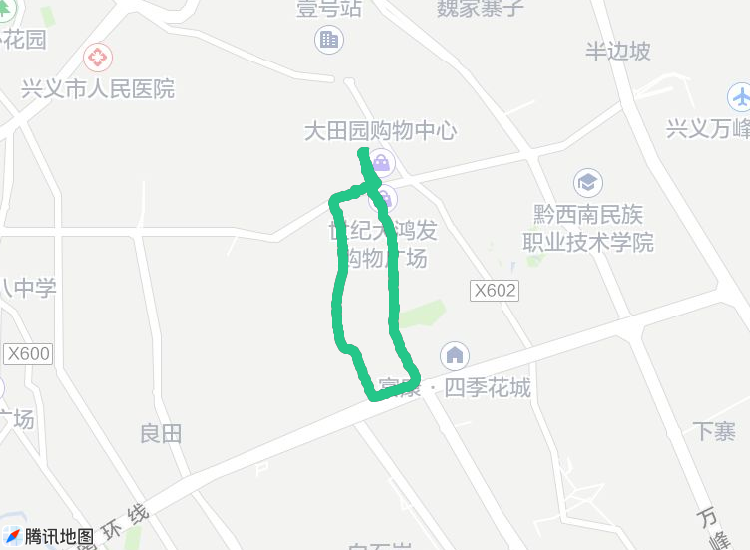 壹号站
魏家寨子
花园
半边坡
兴义市人民医院
大田园购物中心
兴义万峰
黔西南民族
职业技术学院
世纪大鸿发
购物广场
八中学
X602
X600
富康·四季花城
广场
良田
下寨
环线
万峰
腾讯地图